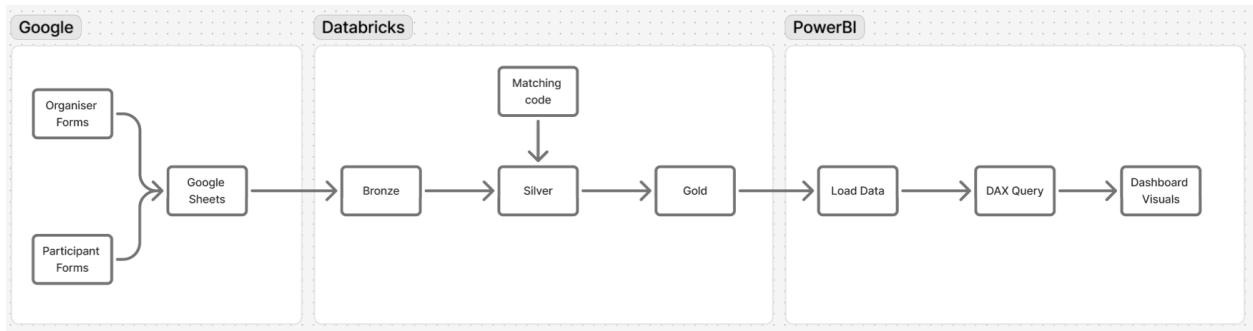 Google
Databricks
PowerBI
Organiser
Forms
Participant
Forms
Google
Sheets
Matching
code
Bronze
Silver
Gold
Load Data
DAX Query
Dashboard
Visuals